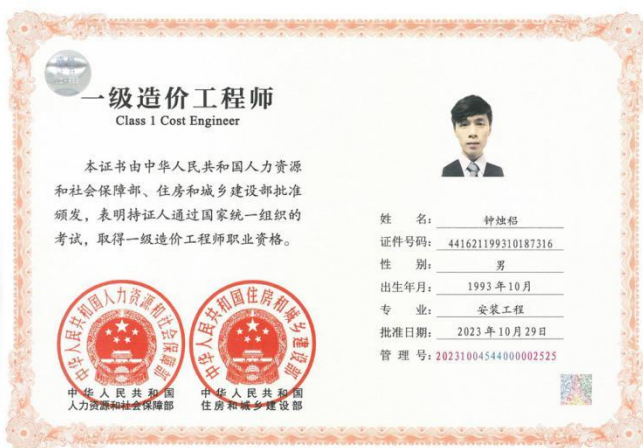 一级造价工程师
Class 1 Cost Engineer
本证书由中华人民共和国人力资源
和社会保障部、住房和城乡建设部批准
颁发，表明持证人通过国家统一组织的
考试，取得一级造价工程师职业资格。
中华人民共和国人力资源和社会保障部
中华人民共和国住房和城乡建设部
中华人民共和国
人力资源和社会保障部
中华人民共和国
住房和城乡建设部
姓 名： 钟烛稆
证件号码： 441621199310187316
性 别： 男
出生年月： 1993年10月
专 业： 安装工程
批准日期： 2023年10月29日
管 理 号： 20231004544000002525